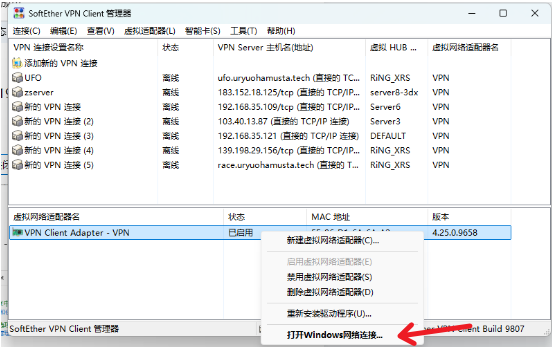 SoftEther VPN Client 管理器
连接(C) 编辑(E) 查看(V) 虚拟适配器(L) 智能卡(S) 工具(T) 帮助(H)
VPN 连接设置名称 状态 VPN Server 主机名(地址) 虚拟 HUB ... 虚拟网络适配器名
添加新的 VPN 连接
UFO 离线 ufo.uryuohamusta.tech (直接的 TC... RiNG_XRS VPN
zserver 离线 183.152.18.125/tcp (直接的 TCP/IP... server8-3dx VPN
新的 VPN 连接 离线 192.168.35.109/tcp (直接的 TCP/IP... Server6 VPN
新的 VPN 连接 (2) 离线 103.40.13.87 (直接的 TCP/IP 连接) Server3 VPN
新的 VPN 连接 (3) 离线 192.168.35.121 (直接的 TCP/IP 连接) DEFAULT VPN
新的 VPN 连接 (4) 离线 139.198.29.156/tcp (直接的 TCP/IP... RiNG_XRS VPN
新的 VPN 连接 (5) 离线 race.uryuohamusta.tech (直接的 T... RiNG_XRS VPN
虚拟网络适配器名 状态 MAC 地址 版本
VPN Client Adapter - VPN 已启用 4.25.0.9658
新建虚拟网络适配器(C)...
启用虚拟网络适配器(E)
禁用虚拟网络适配器(S)
删除虚拟网络适配器(D)
重新安装驱动程序(U)...
打开Windows网络连接...
SoftEther VPN Client 管理器 VPN Client Build 9807